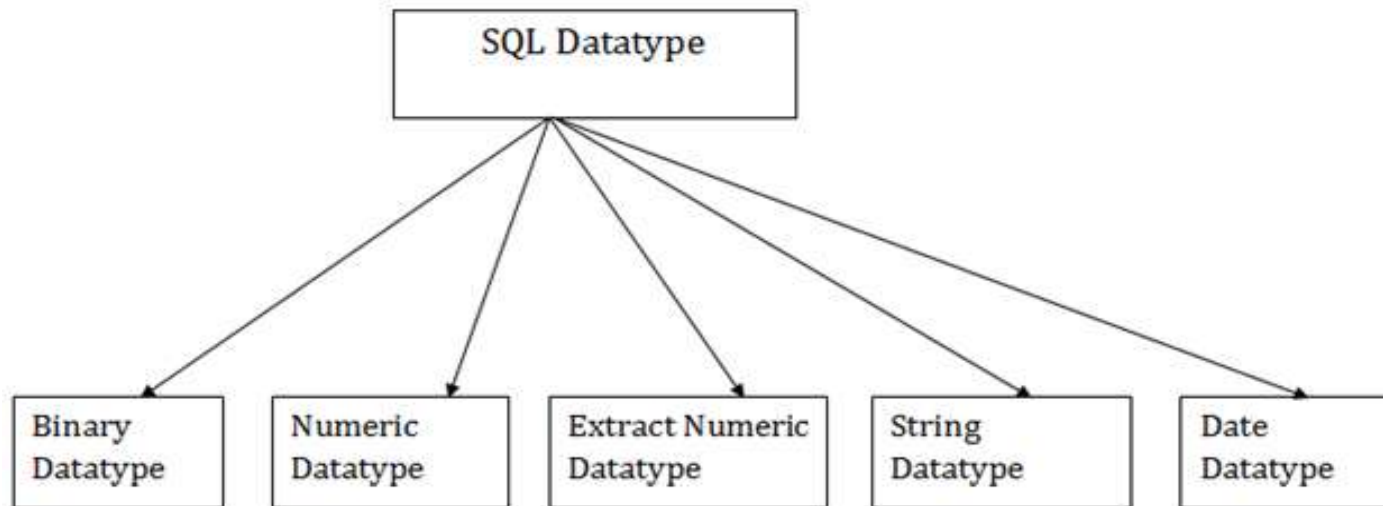 SQL Datatype
Binary
Datatype
Numeric
Datatype
Extract Numeric
Datatype
String
Datatype
Date
Datatype